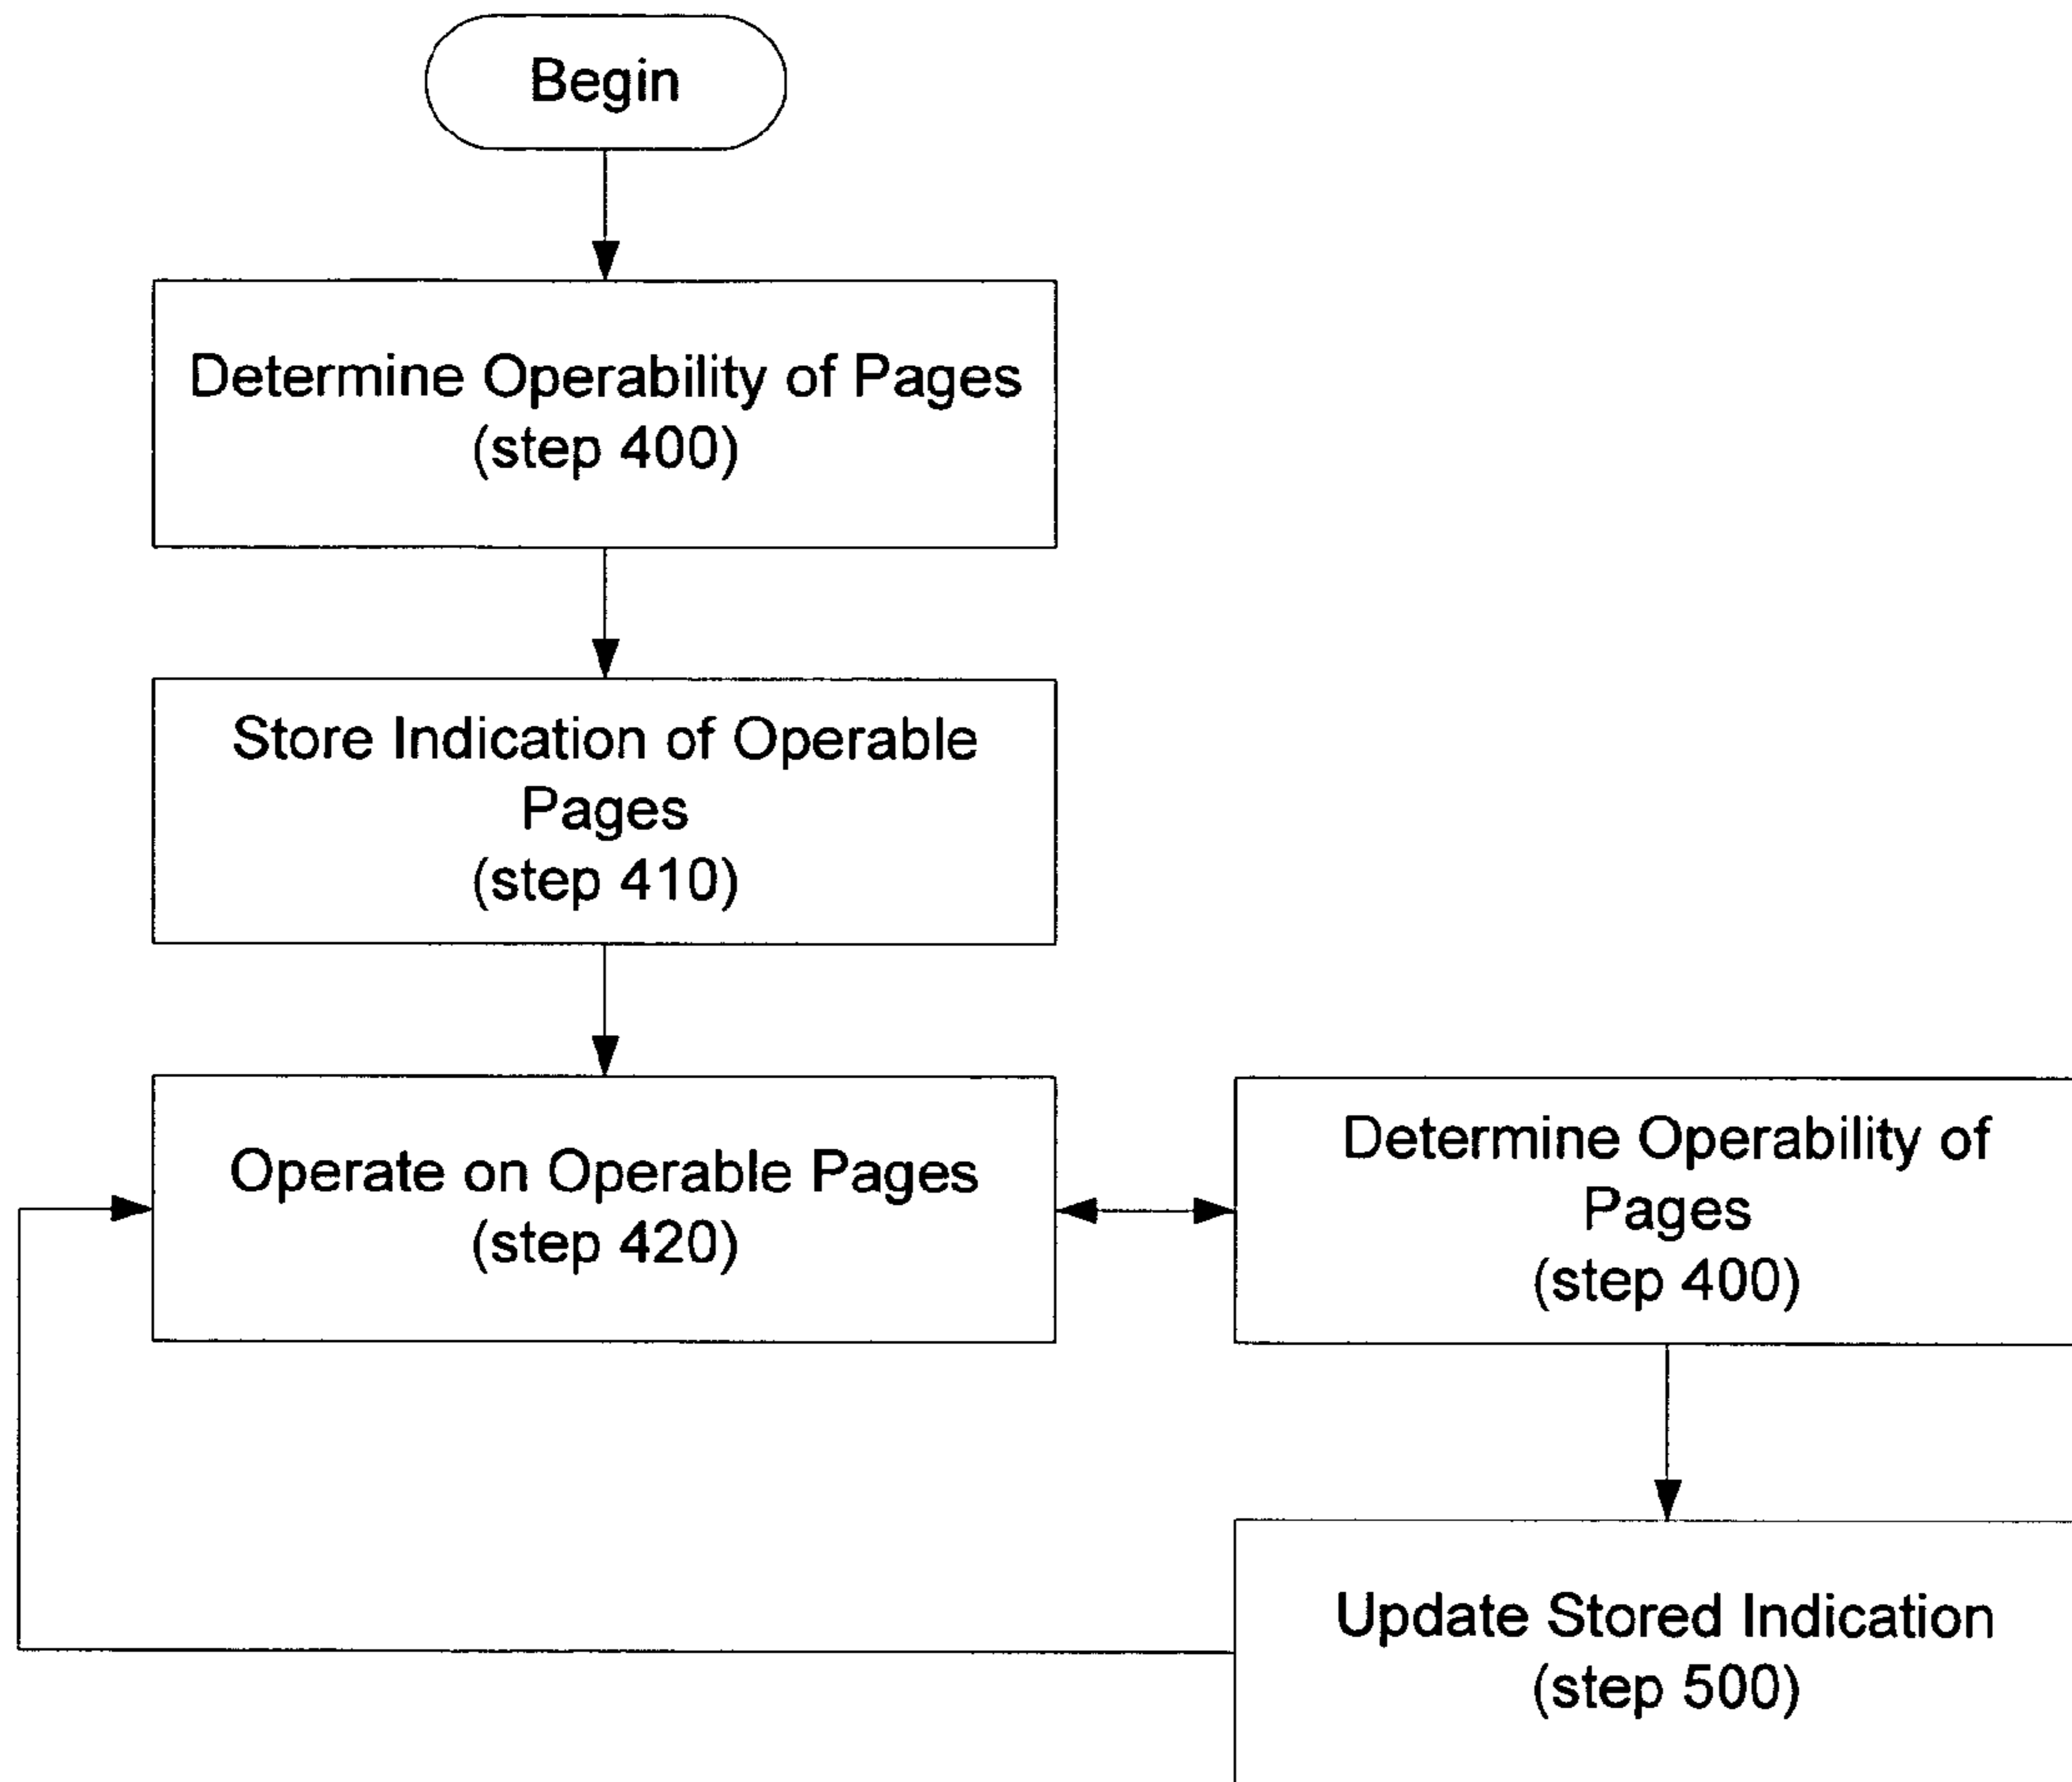 Begin
Determine Operability of Pages
(step 400)
Store Indication of Operable
Pages
(step 410)
Operate on Operable Pages
(step 420)
Determine Operability of
Pages
(step 400)
Update Stored Indication
(step 500)